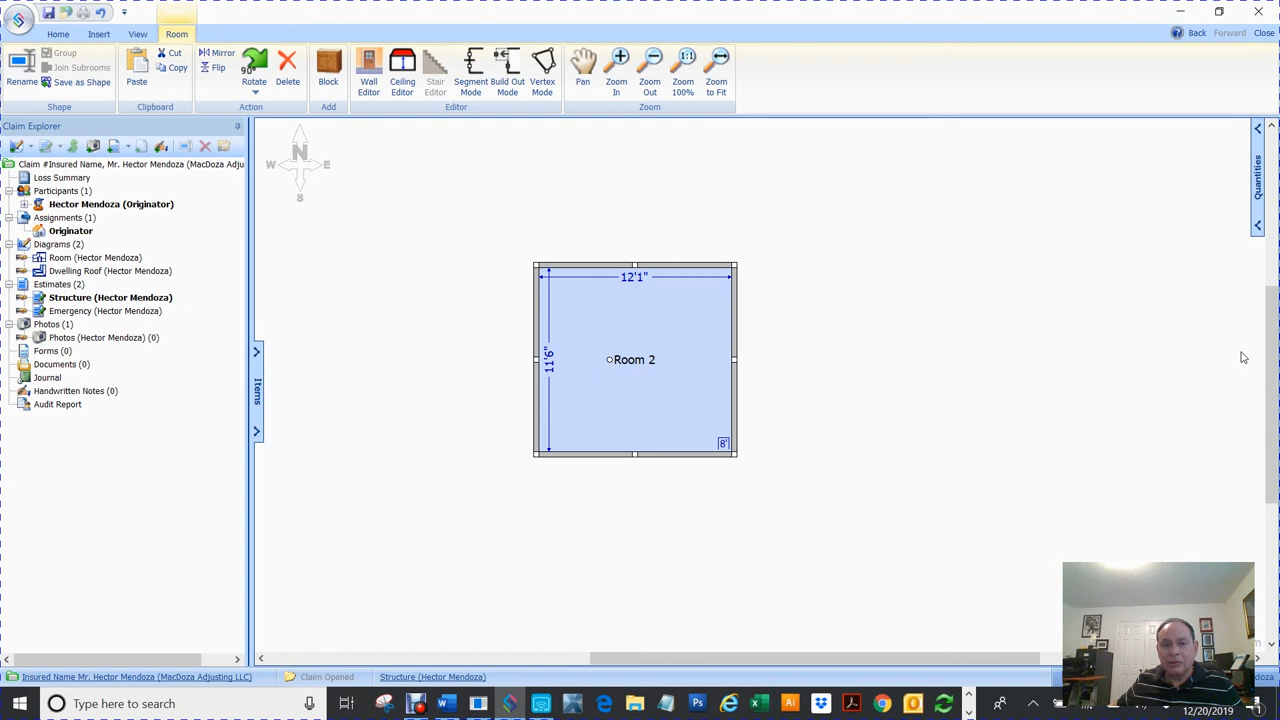 Room
Home Insert View Room
Back Forward Close
Rename Group Join Subrooms Save as Shape
Paste Cut Copy
Mirror Flip 90° Rotate Delete
Block
Wall Editor Ceiling Editor Stair Editor Segment Mode Build Out Mode Vertex Mode
Pan Zoom In Zoom Out 1:1 Zoom 100% Zoom to Fit
Shape Clipboard Action Add Editor Zoom
Claim Explorer
Claim #Insured Name, Mr. Hector Mendoza (MacDoza Adju
Loss Summary
Participants (1)
Hector Mendoza (Originator)
Assignments (1)
Originator
Diagrams (2)
Room (Hector Mendoza)
Dwelling Roof (Hector Mendoza)
Estimates (2)
Structure (Hector Mendoza)
Emergency (Hector Mendoza)
Photos (1)
Photos (Hector Mendoza) (0)
Forms (0)
Documents (0)
Journal
Handwritten Notes (0)
Audit Report
Items
N
W E
S
12'1"
11'6"
Room 2
8'
Quantities
Insured Name Mr. Hector Mendoza (MacDoza Adjusting LLC) Claim Opened Structure (Hector Mendoza)
Type here to search
12/20/2019